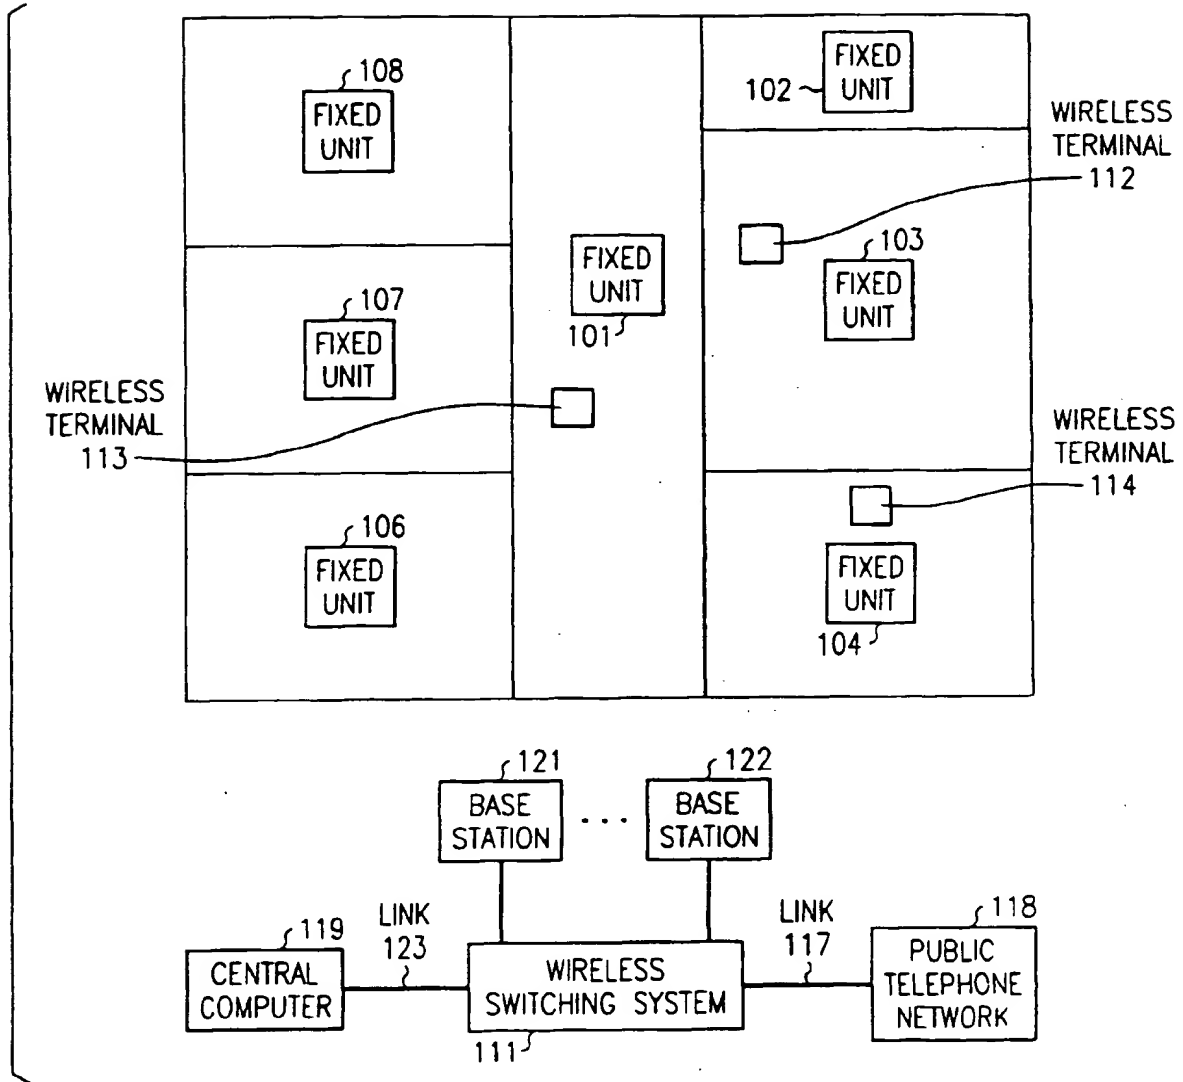 108
FIXED
UNIT
102
FIXED
UNIT
WIRELESS
TERMINAL
112
FIXED
UNIT
101
103
FIXED
UNIT
107
FIXED
UNIT
WIRELESS
TERMINAL
113
WIRELESS
TERMINAL
114
106
FIXED
UNIT
FIXED
UNIT
104
121
BASE
STATION
. . .
122
BASE
STATION
119
CENTRAL
COMPUTER
LINK
123
WIRELESS
SWITCHING SYSTEM
111
LINK
117
118
PUBLIC
TELEPHONE
NETWORK